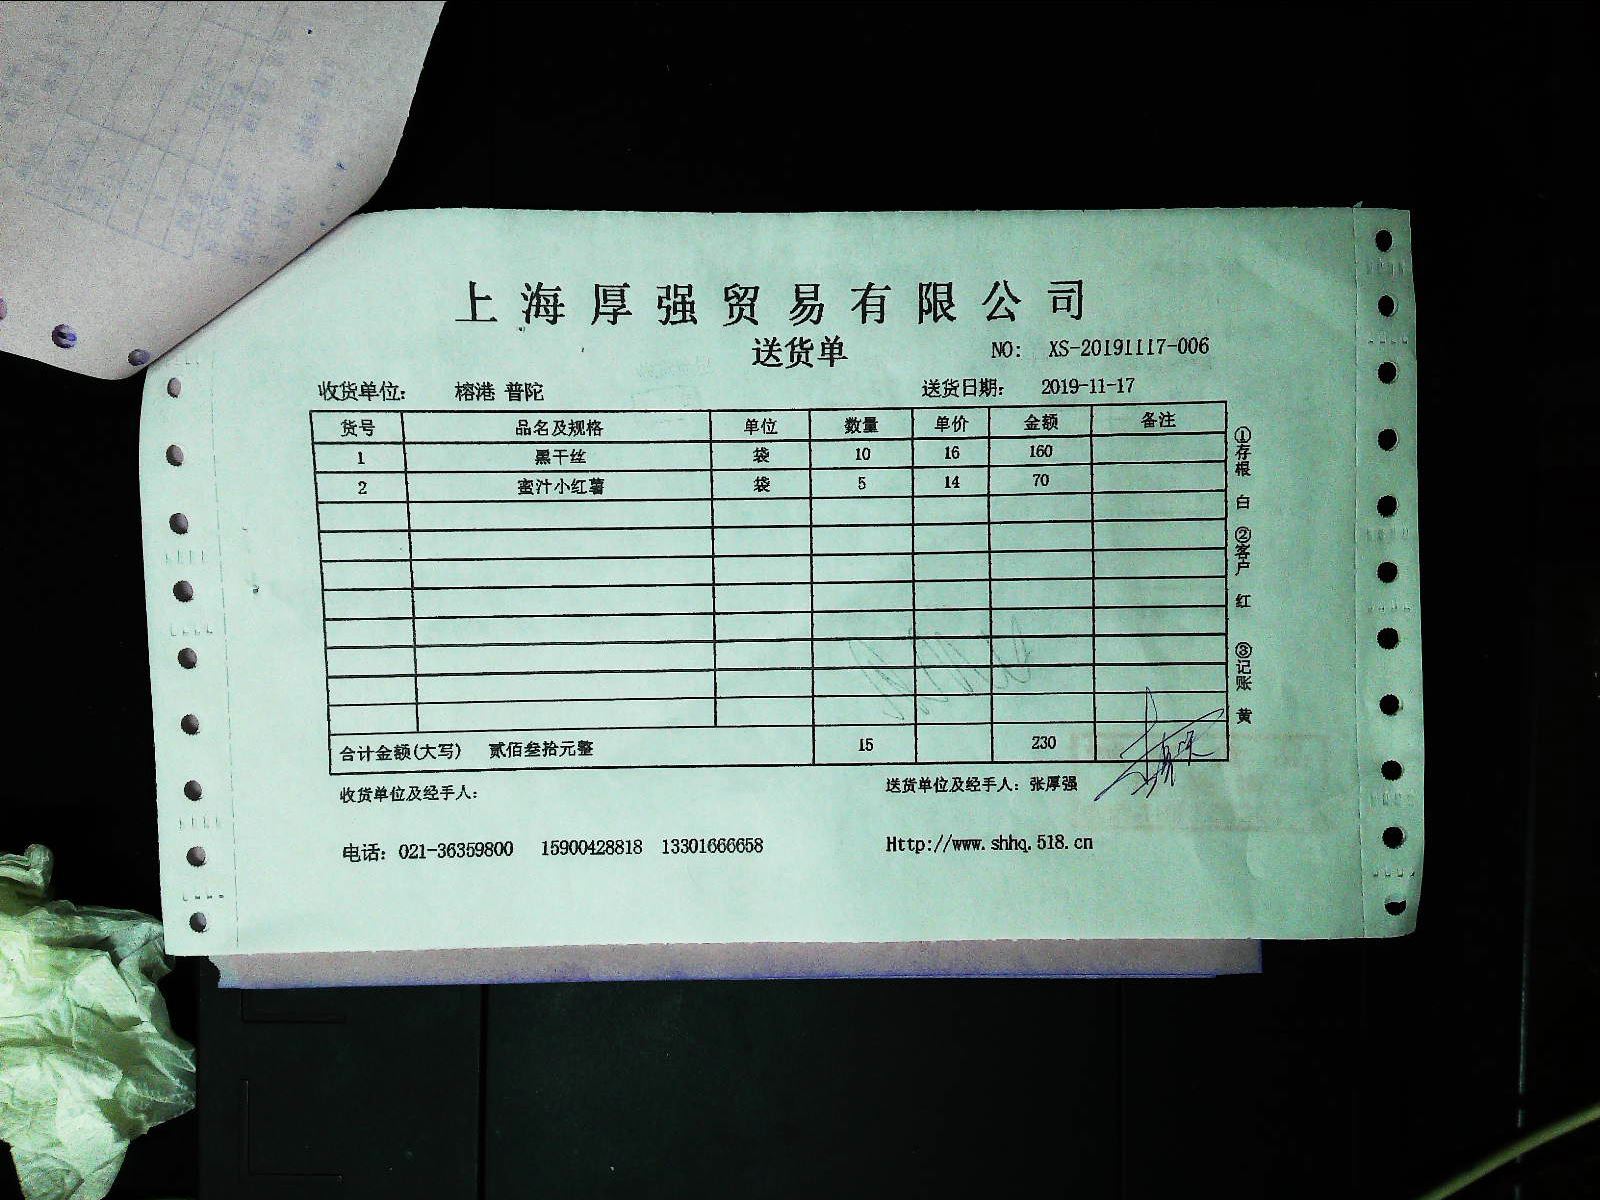 上海厚强贸易有限公司
送货单
NO: XS-20191117-006
收货单位: 榕港 普陀 送货日期: 2019-11-17
货号 品名及规格 单位 数量 单价 金额 备注
1 黑干丝 袋 10 16 160
2 蜜汁小红薯 袋 5 14 70
合计金额(大写) 贰佰叁拾元整 15 230
收货单位及经手人: 送货单位及经手人: 张厚强
电话: 021-36359800 15900428818 13301666658 Http://www.shhq.518.cn
①存根 白 ②客户 红 ③记账 黄